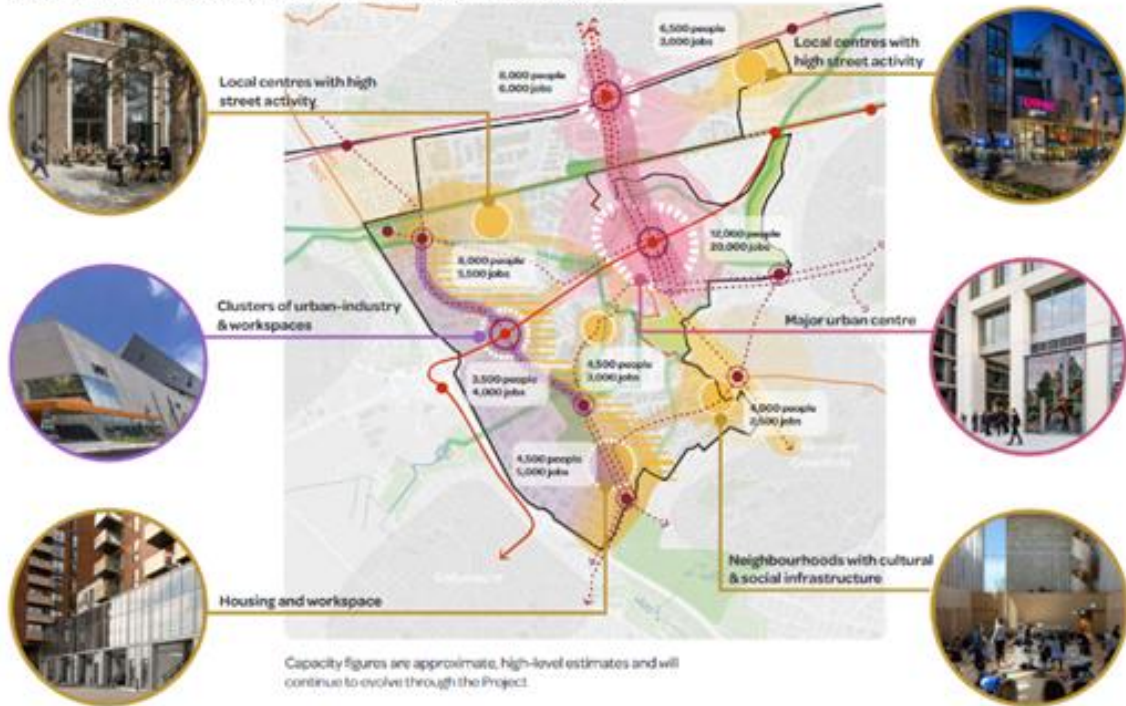 6,500 people
3,000 jobs
Local centres with
high street activity
8,000 people
6,000 jobs
Local centres with high
street activity
12,000 people
20,000 jobs
8,000 people
5,500 jobs
Clusters of urban-industry
& workspaces
Major urban centre
4,500 people
3,000 jobs
3,500 people
4,000 jobs
4,000 people
2,500 jobs
4,500 people
5,000 jobs
Neighbourhoods with cultural
& social infrastructure
Housing and workspace
Capacity figures are approximate, high-level estimates and will
continue to evolve through the Project